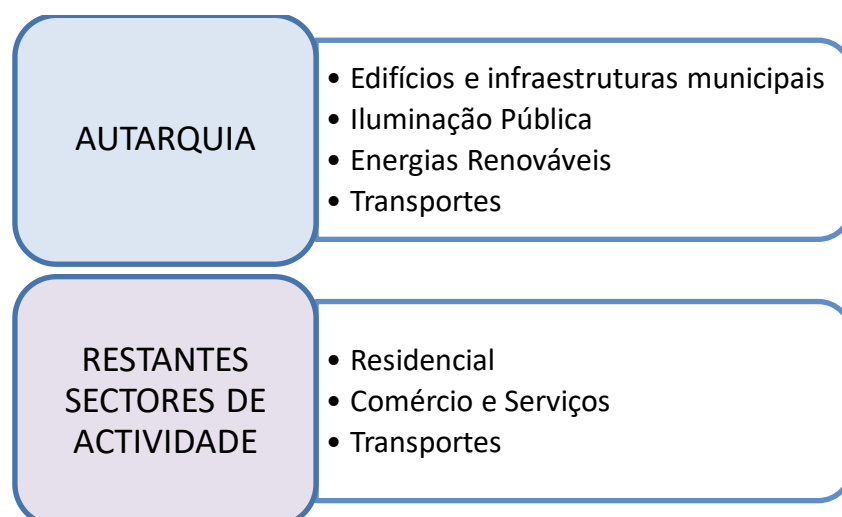 AUTARQUIA
• Edifícios e infraestruturas municipais
• Iluminação Pública
• Energias Renováveis
• Transportes
RESTANTES
SECTORES DE
ACTIVIDADE
• Residencial
• Comércio e Serviços
• Transportes